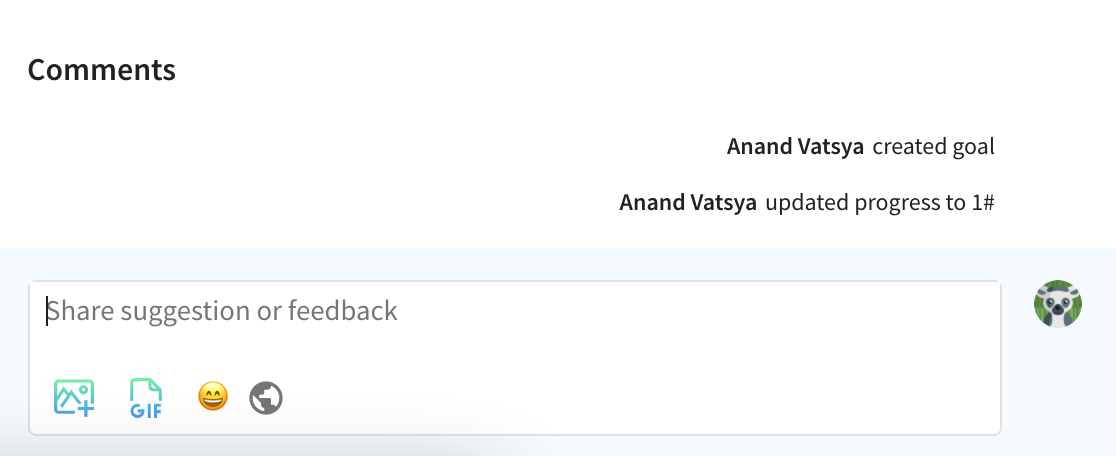 Comments
Anand Vatsya created goal
Anand Vatsya updated progress to 1#
Share suggestion or feedback
GIF